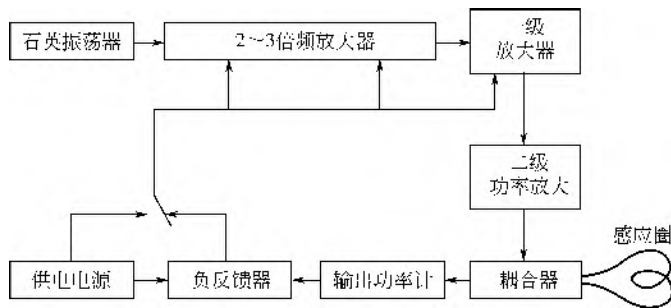 石英振荡器
2～3倍频放大器
一级
放大器
二级
功率放大
感应圈
供电电源
负反馈器
输出功率计
耦合器